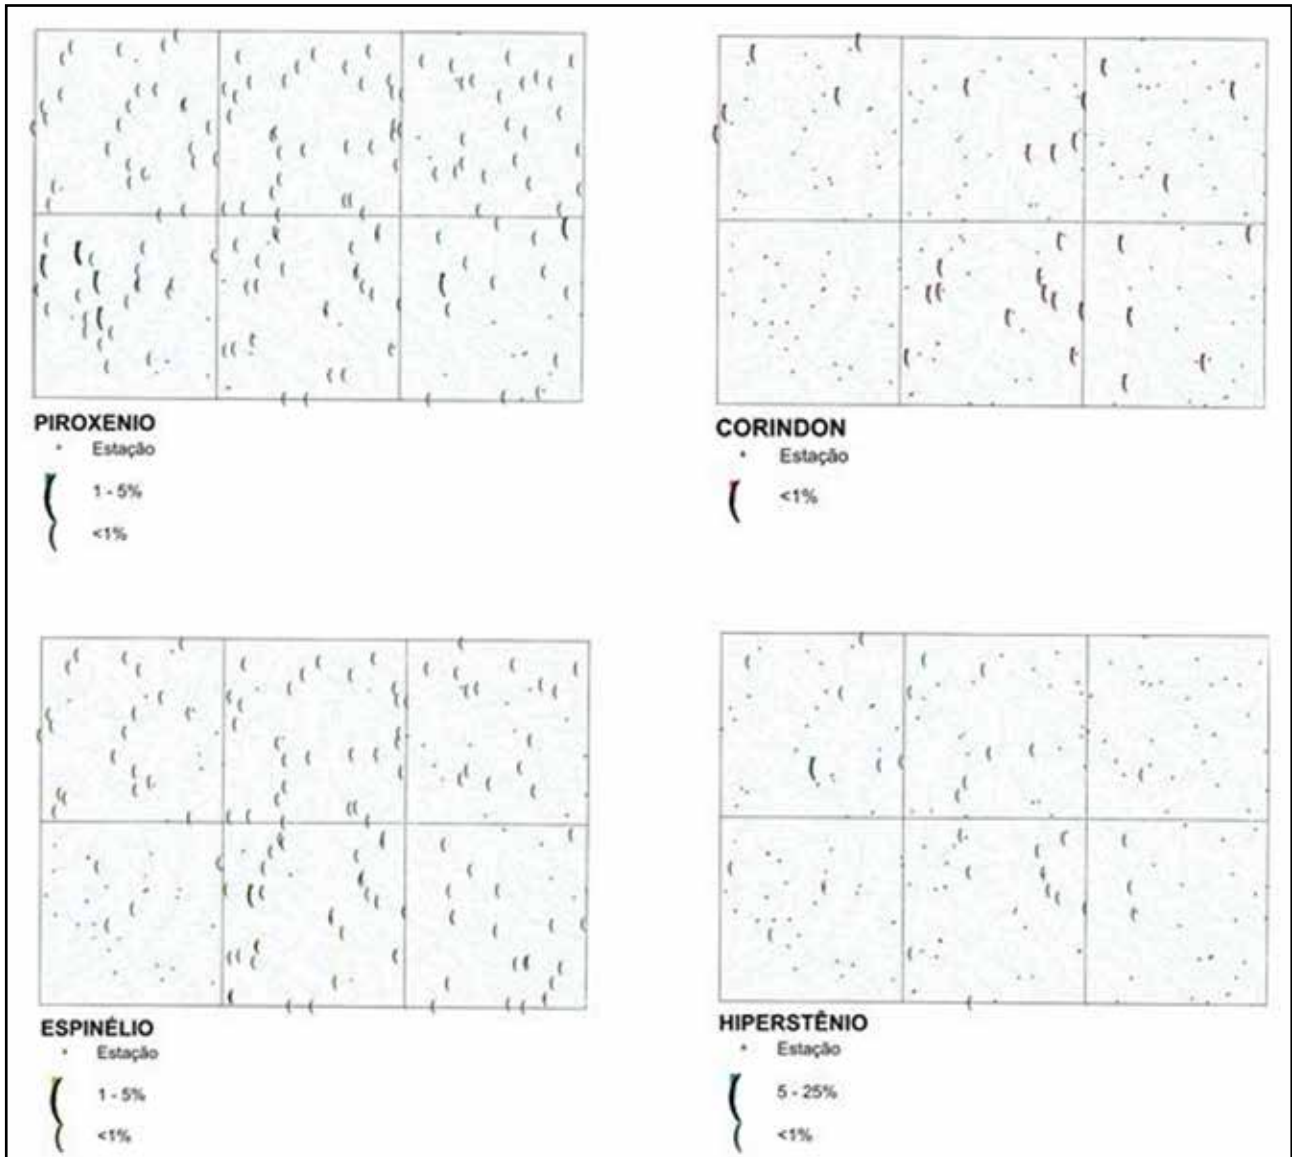 PIROXENIO
Estação
1 - 5%
<1%
CORINDON
Estação
<1%
ESPINÉLIO
Estação
1 - 5%
<1%
HIPERSTÊNIO
Estação
5 - 25%
<1%